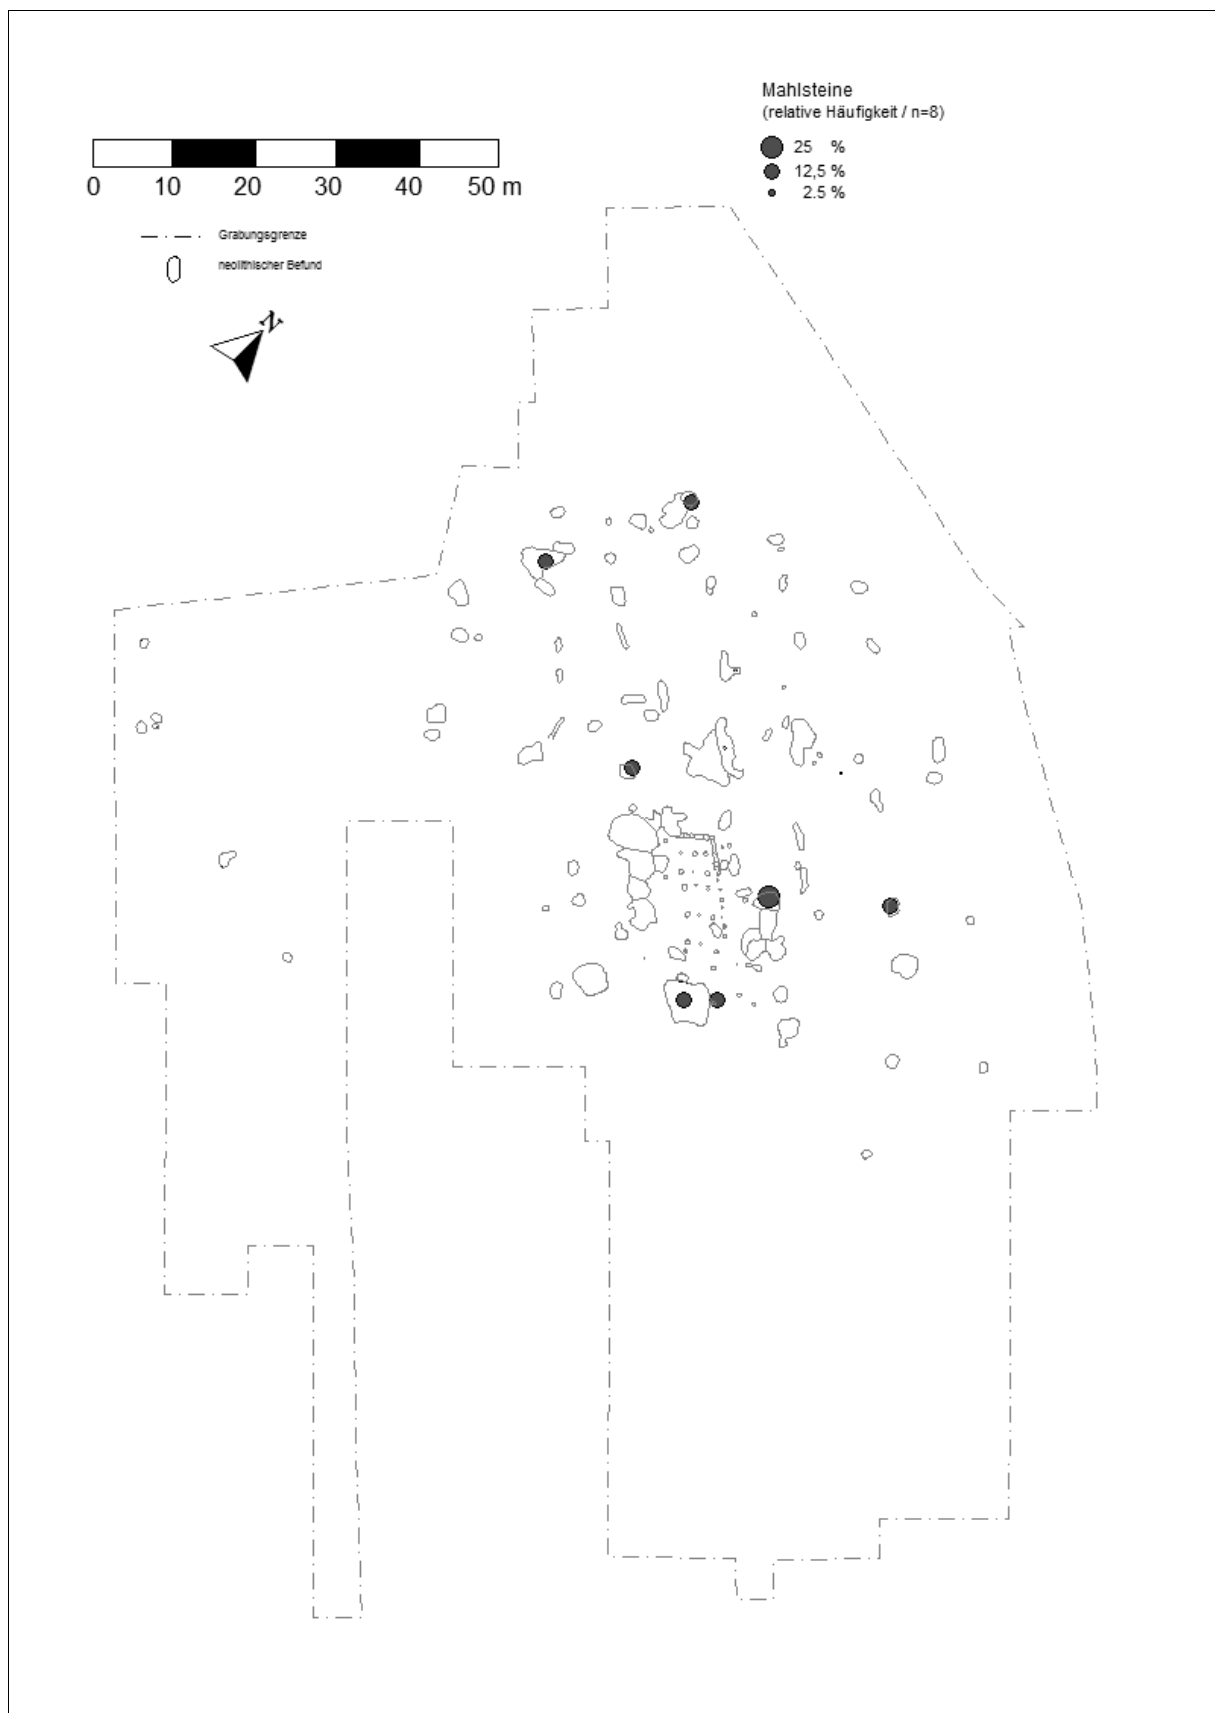 Mahlsteine
(relative Häufigkeit / n=8)
25 %
12,5 %
2.5 %
0 10 20 30 40 50 m
Grabungsgrenze
neolithischer Befund
N